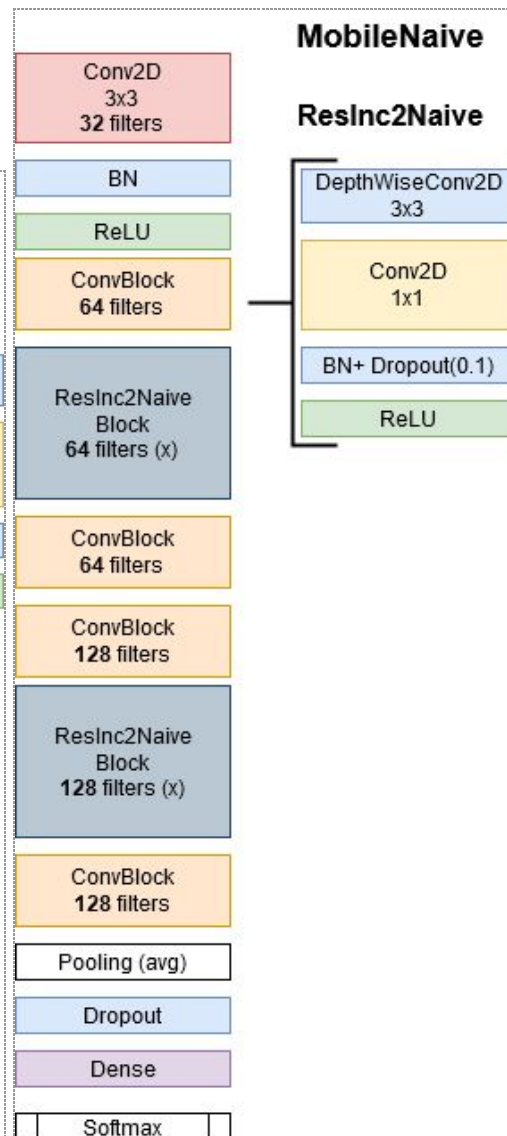 MobileNaive
ResInc2Naive
Conv2D
3x3
32 filters
BN
ReLU
ConvBlock
64 filters
ResInc2Naive
Block
64 filters (x)
ConvBlock
64 filters
ConvBlock
128 filters
ResInc2Naive
Block
128 filters (x)
ConvBlock
128 filters
Pooling (avg)
Dropout
Dense
Softmax
DepthWiseConv2D
3x3
Conv2D
1x1
BN+ Dropout(0.1)
ReLU